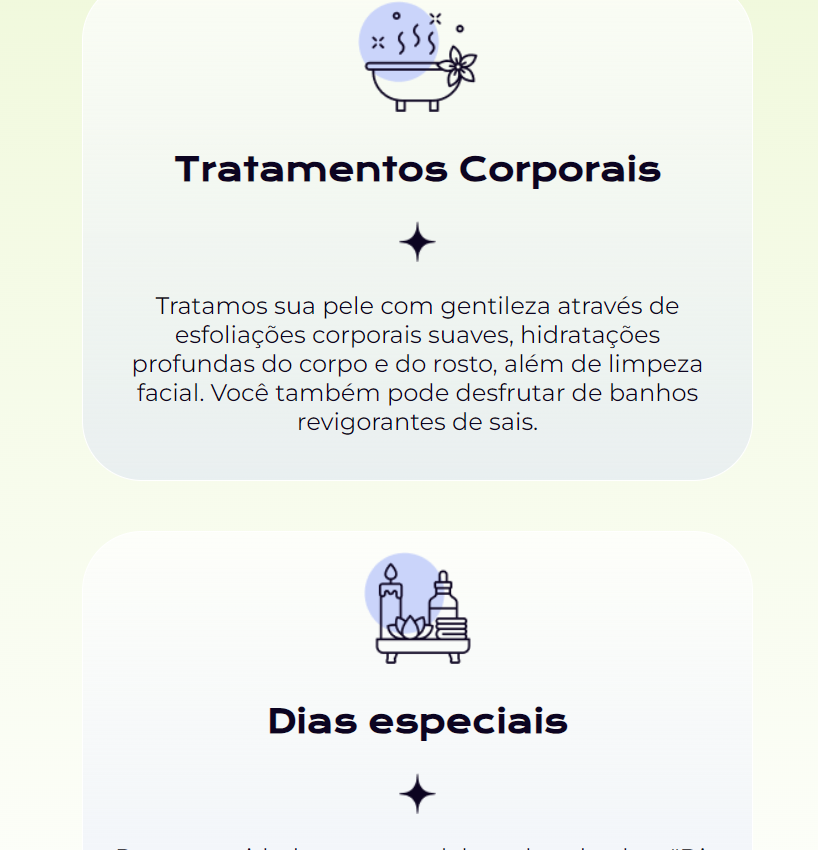 Tratamentos Corporais
Tratamos sua pele com gentileza através de
esfoliações corporais suaves, hidratações
profundas do corpo e do rosto, além de limpeza
facial. Você também pode desfrutar de banhos
revigorantes de sais.
Dias especiais